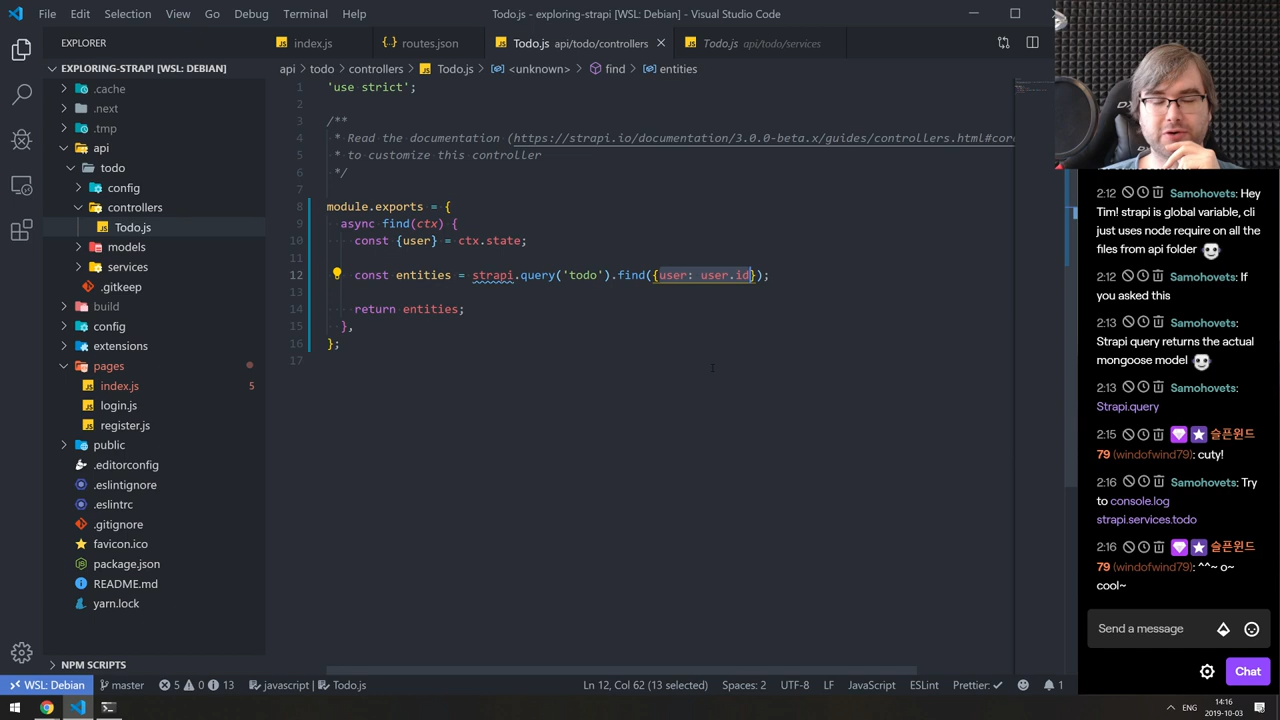 File Edit Selection View Go Debug Terminal Help
Todo.js - exploring-strapi [WSL: Debian] - Visual Studio Code
EXPLORER
EXPLORING-STRAPI [WSL: DEBIAN]
.cache
.next
.tmp
api
todo
config
controllers
Todo.js
models
services
.gitkeep
build
config
extensions
pages
index.js 5
login.js
register.js
public
.editorconfig
.eslintignore
.eslintrc
.gitignore
favicon.ico
package.json
README.md
yarn.lock
NPM SCRIPTS
index.js
routes.json
Todo.js api/todo/controllers
Todo.js api/todo/services
api > todo > controllers > Todo.js > <unknown> > find > entities
1 'use strict';
2
3 /**
4 * Read the documentation (https://strapi.io/documentation/3.0.0-beta.x/guides/controllers.html#cor
5 * to customize this controller
6 */
7
8 module.exports = {
9 async find(ctx) {
10 const {user} = ctx.state;
11
12 const entities = strapi.query('todo').find({user: user.id});
13
14 return entities;
15 },
16 };
17
2:12 Samohovets: Hey
Tim! strapi is global variable, cli
just uses node require on all the
files from api folder
2:12 Samohovets: If
you asked this
2:13 Samohovets:
Strapi query returns the actual
mongoose model
2:13 Samohovets:
Strapi.query
2:15 슬픈윈드
79 (windofwind79): cuty!
2:16 Samohovets: Try
to console.log
strapi.services.todo
2:16 슬픈윈드
79 (windofwind79): ^^~ o~
cool~
Send a message
Chat
WSL: Debian master 5 0 13 javascript | Todo.js
Ln 12, Col 62 (13 selected) Spaces: 2 UTF-8 LF JavaScript ESLint Prettier: ✓ 1
ENG
14:16
2019-10-03